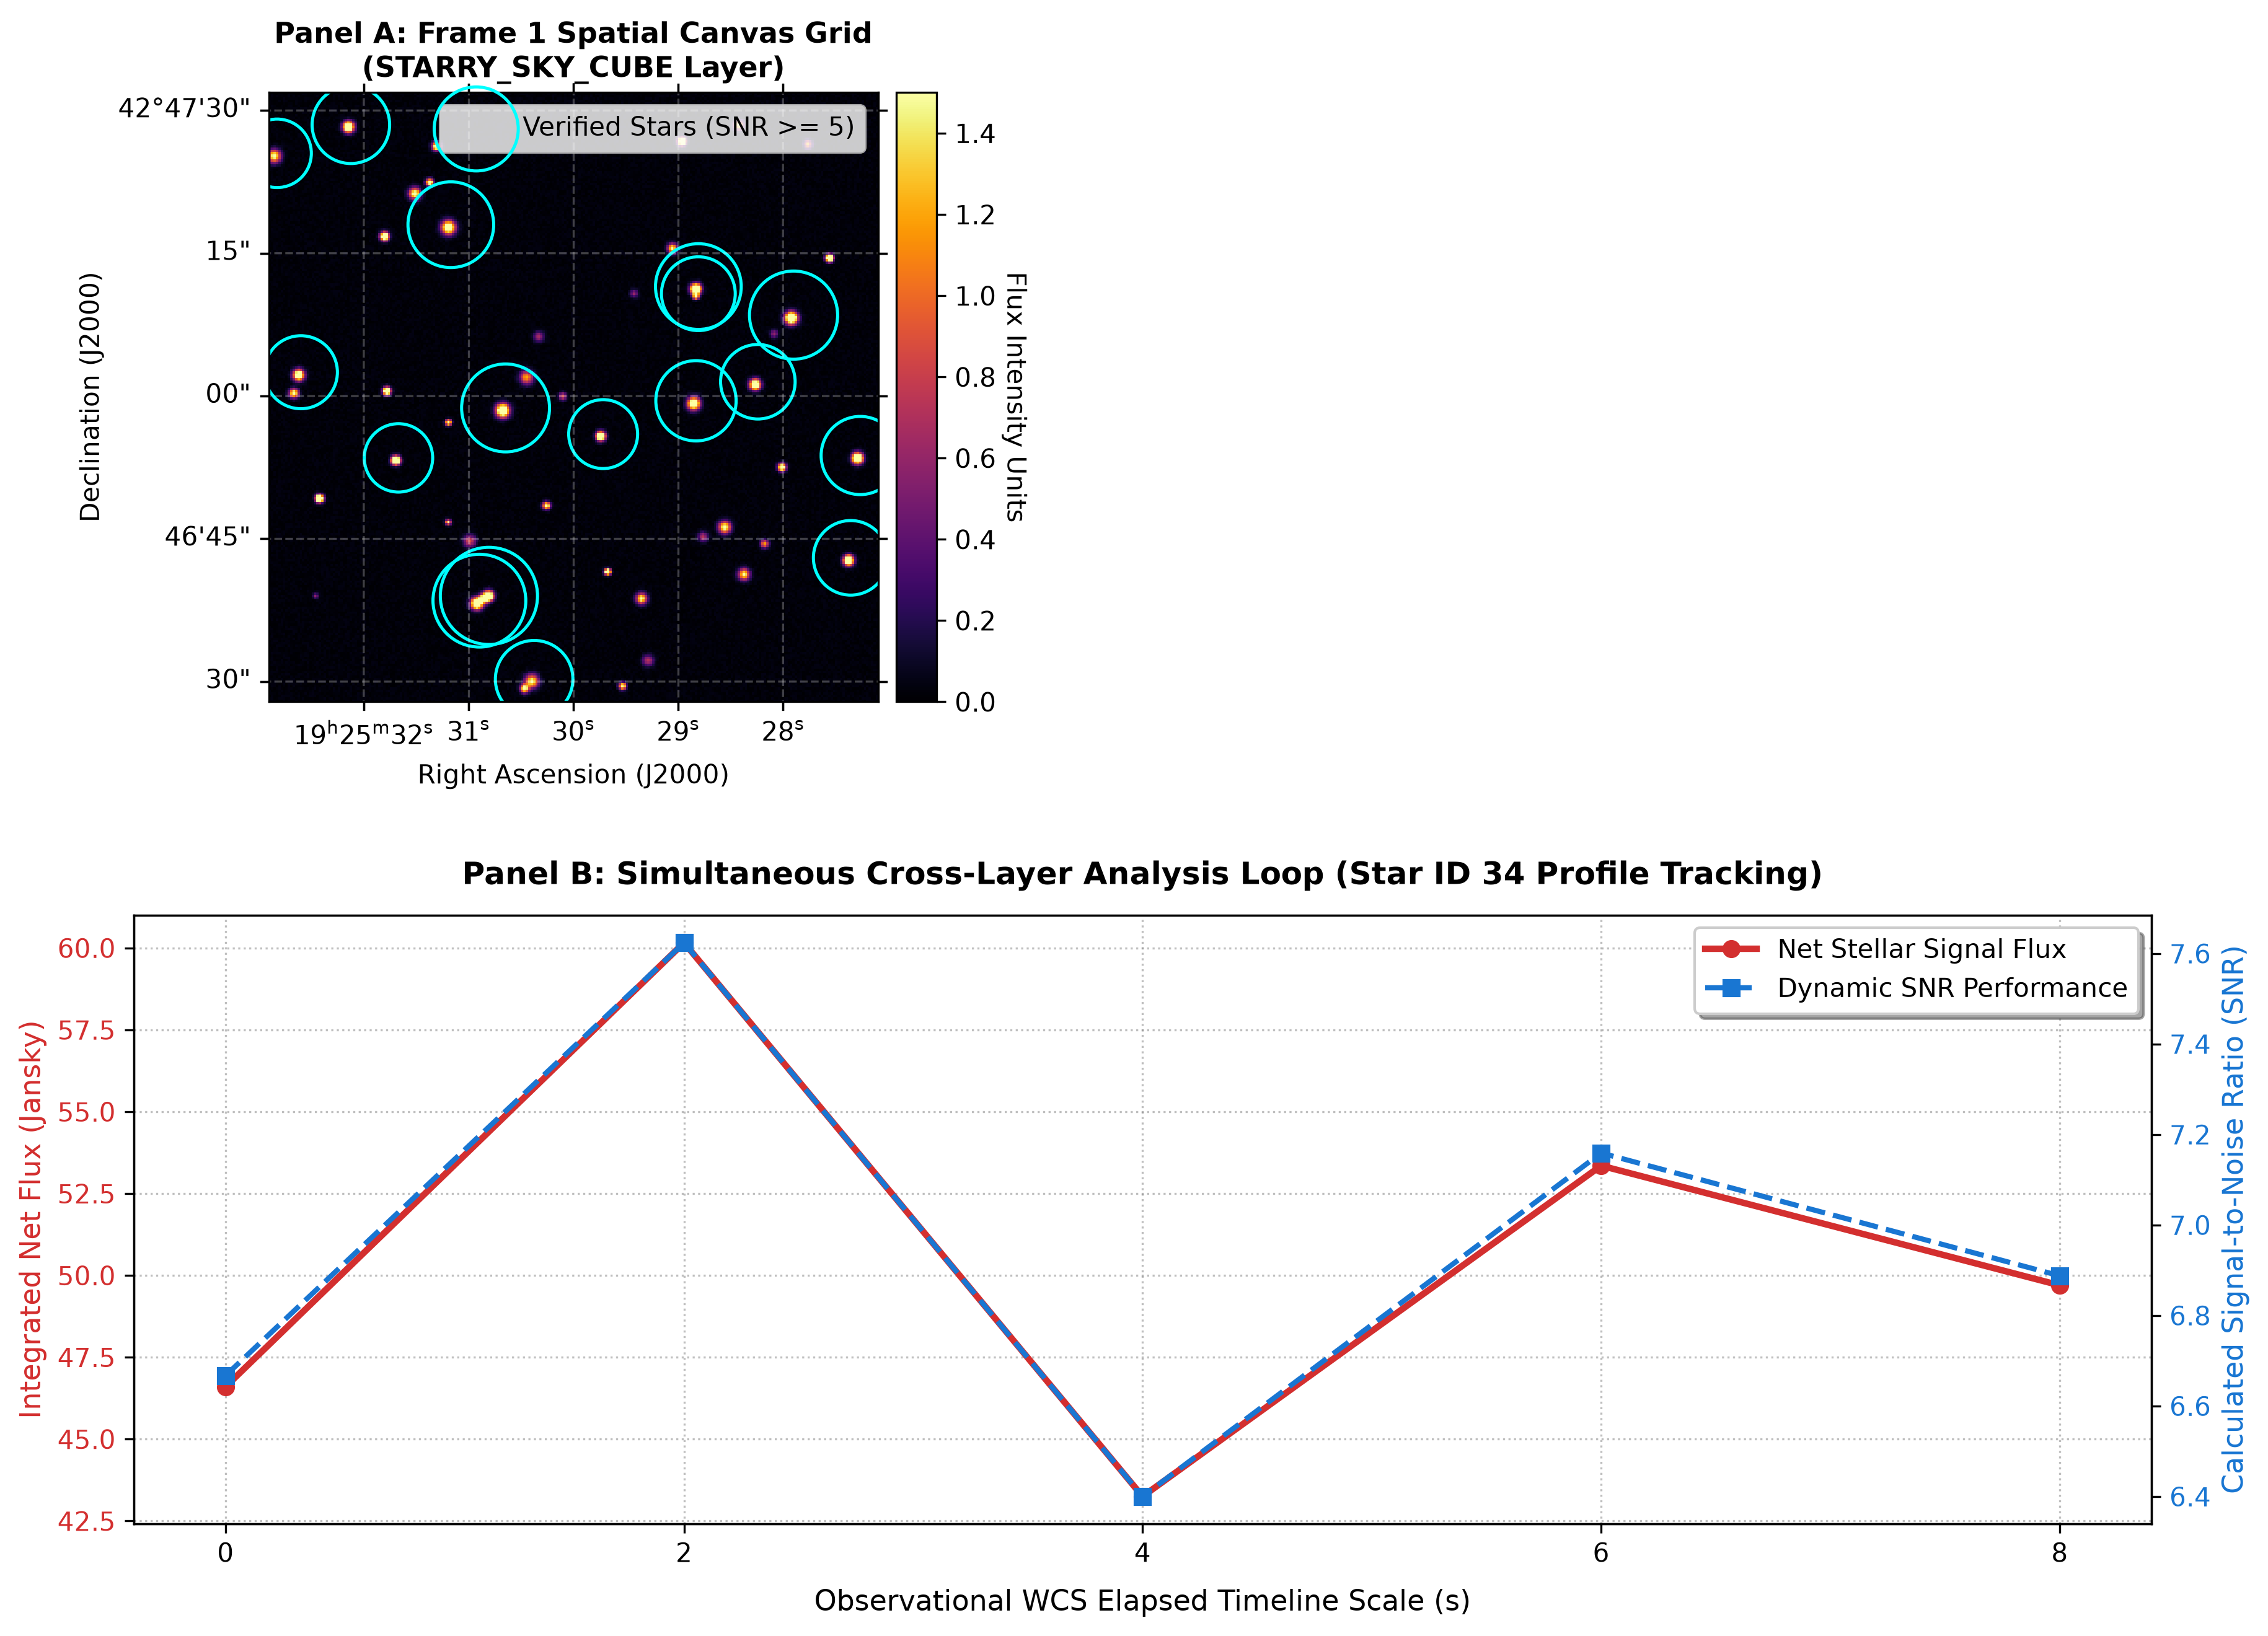 Panel A: Frame 1 Spatial Canvas Grid
(STARRY_SKY_CUBE Layer)
Verified Stars (SNR >= 5)
42°47'30"
15"
00"
46'45"
30"
Declination (J2000)
19ʰ25ᵐ32ˢ 31ˢ 30ˢ 29ˢ 28ˢ
Right Ascension (J2000)
1.4
1.2
1.0
0.8
0.6
0.4
0.2
0.0
Flux Intensity Units
Panel B: Simultaneous Cross-Layer Analysis Loop (Star ID 34 Profile Tracking)
Net Stellar Signal Flux
Dynamic SNR Performance
60.0
57.5
55.0
52.5
50.0
47.5
45.0
42.5
Integrated Net Flux (Jansky)
7.6
7.4
7.2
7.0
6.8
6.6
6.4
Calculated Signal-to-Noise Ratio (SNR)
0 2 4 6 8
Observational WCS Elapsed Timeline Scale (s)